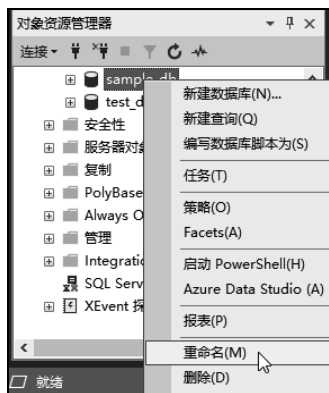 对象资源管理器
连接
sample_db
test_d
安全性
服务器对象
复制
PolyBase
Always O
管理
Integratio
SQL Serv
XEvent 探
就绪
新建数据库(N)...
新建查询(Q)
编写数据库脚本为(S)
任务(T)
策略(O)
Facets(A)
启动 PowerShell(H)
Azure Data Studio (A)
报表(P)
重命名(M)
删除(D)